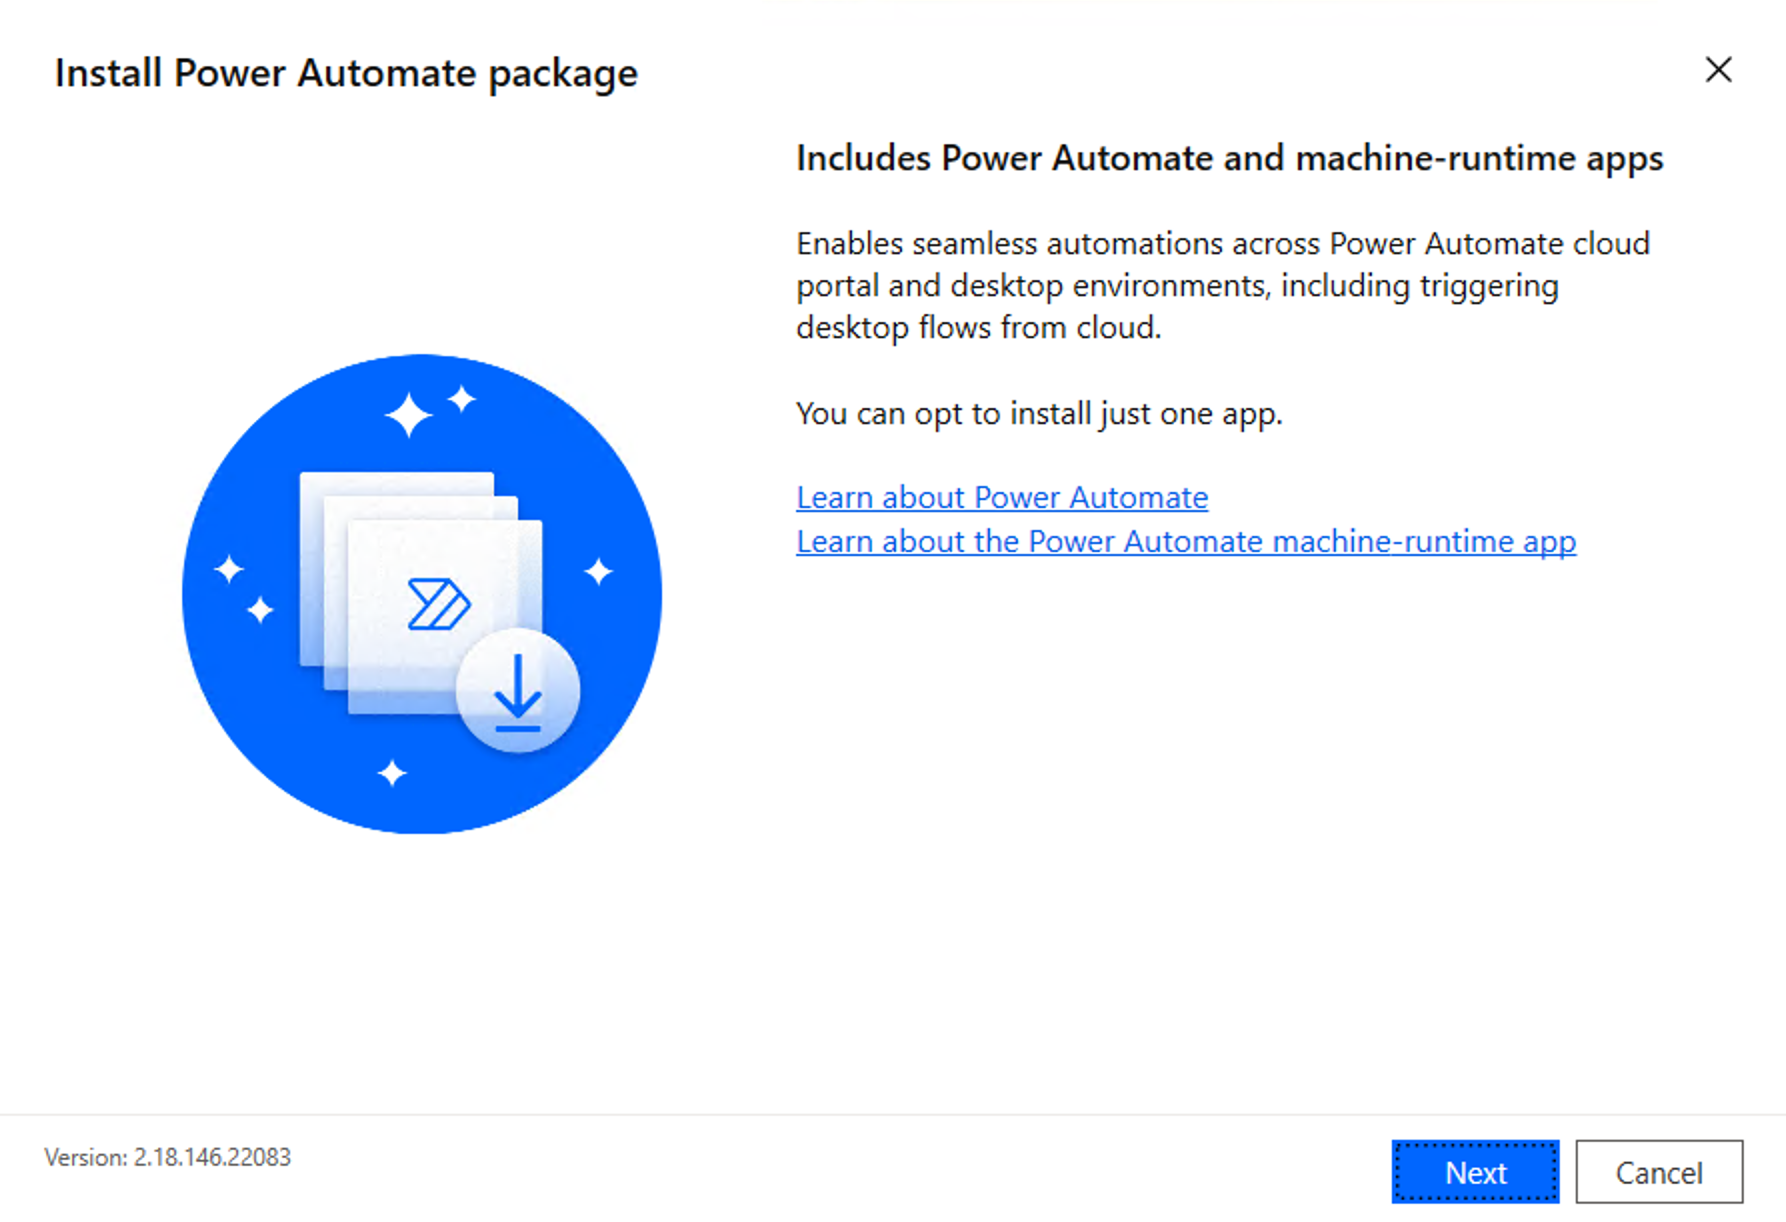 Install Power Automate package
Includes Power Automate and machine-runtime apps
Enables seamless automations across Power Automate cloud
portal and desktop environments, including triggering
desktop flows from cloud.
You can opt to install just one app.
Learn about Power Automate
Learn about the Power Automate machine-runtime app
Version: 2.18.146.22083
Next
Cancel